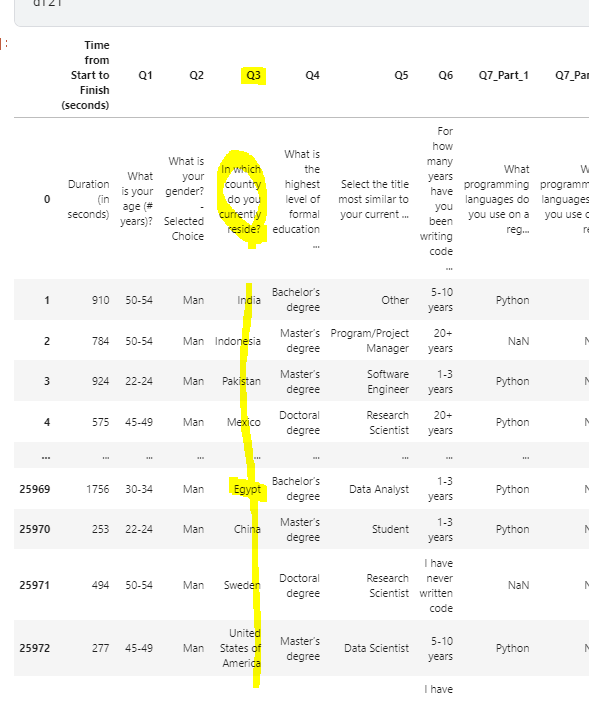 Time from Start to Finish (seconds) Q1 Q2 Q3 Q4 Q5 Q6 Q7_Part_1
0 Duration (in seconds) What is your age (# years)? What is your gender? - Selected Choice In which country do you currently reside? What is the highest level of formal education ... Select the title most similar to your current ... For how many years have you been writing code ... What programming languages do you use on a reg...
1 910 50-54 Man India Bachelor's degree Other 5-10 years Python
2 784 50-54 Man Indonesia Master's degree Program/Project Manager 20+ years NaN
3 924 22-24 Man Pakistan Master's degree Software Engineer 1-3 years Python
4 575 45-49 Man Mexico Doctoral degree Research Scientist 20+ years Python
... ... ... ... ... ... ... ... ...
25969 1756 30-34 Man Egypt Bachelor's degree Data Analyst 1-3 years Python
25970 253 22-24 Man China Master's degree Student 1-3 years Python
25971 494 50-54 Man Sweden Doctoral degree Research Scientist I have never written code NaN
25972 277 45-49 Man United States of America Master's degree Data Scientist 5-10 years Python
I have